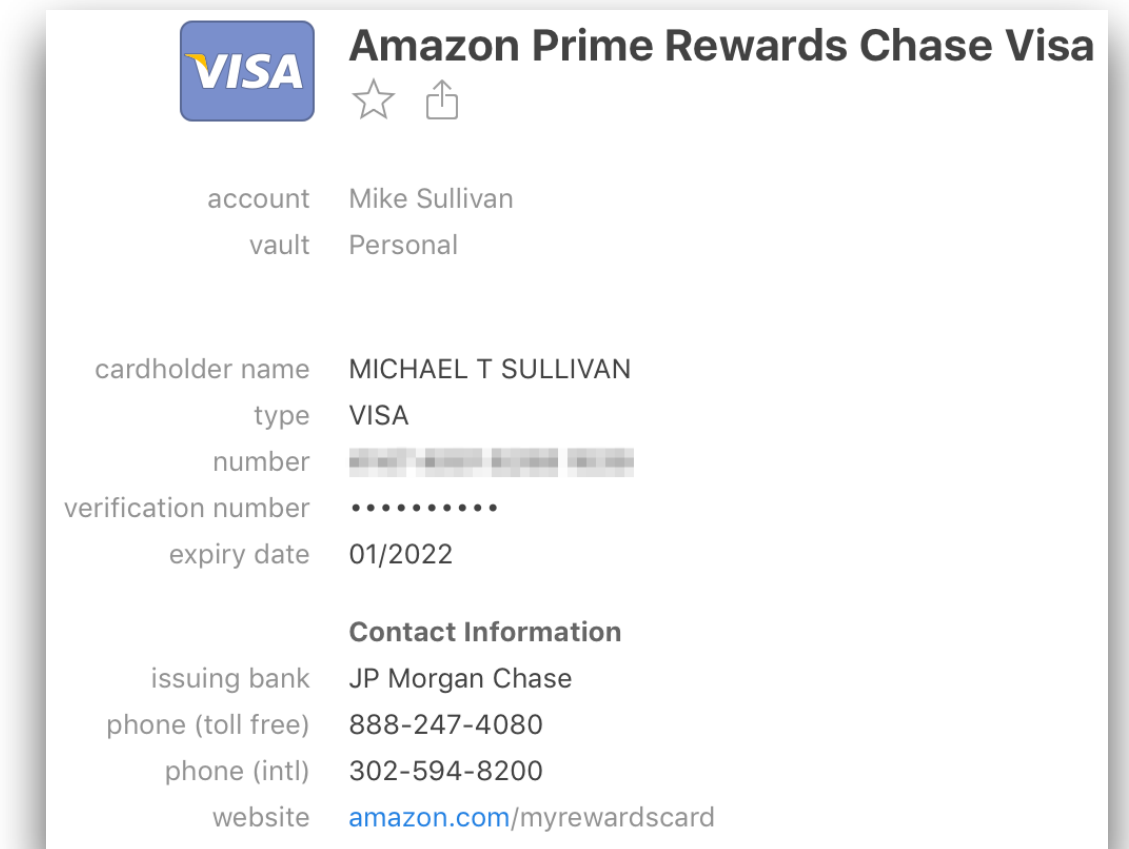 VISA
Amazon Prime Rewards Chase Visa
account Mike Sullivan
vault Personal
cardholder name MICHAEL T SULLIVAN
type VISA
number
verification number ••••••••••
expiry date 01/2022
Contact Information
issuing bank JP Morgan Chase
phone (toll free) 888-247-4080
phone (intl) 302-594-8200
website amazon.com/myrewardscard